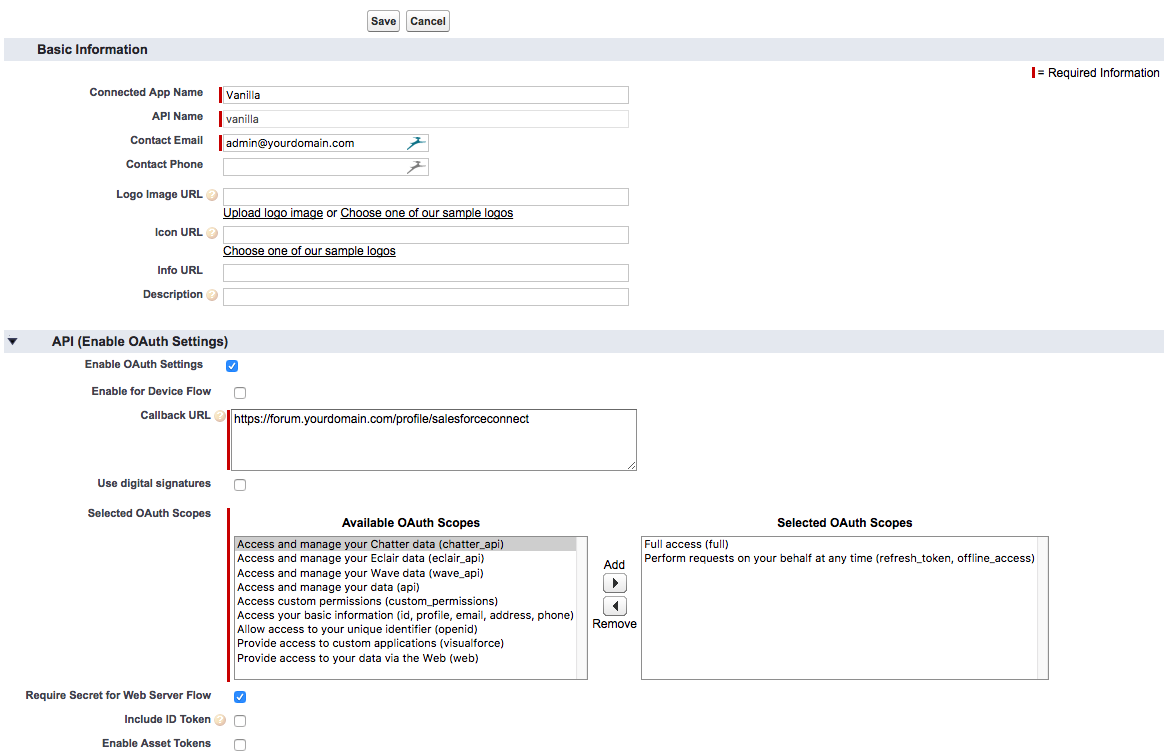 Save Cancel
Basic Information
= Required Information
Connected App Name Vanilla
API Name vanilla
Contact Email admin@yourdomain.com
Contact Phone
Logo Image URL ?
Upload logo image or Choose one of our sample logos
Icon URL ?
Choose one of our sample logos
Info URL
Description ?
API (Enable OAuth Settings)
Enable OAuth Settings
Enable for Device Flow
Callback URL ? https://forum.yourdomain.com/profile/salesforceconnect
Use digital signatures
Selected OAuth Scopes
Available OAuth Scopes
Access and manage your Chatter data (chatter_api)
Access and manage your Eclair data (eclair_api)
Access and manage your Wave data (wave_api)
Access and manage your data (api)
Access custom permissions (custom_permissions)
Access your basic information (id, profile, email, address, phone)
Allow access to your unique identifier (openid)
Provide access to custom applications (visualforce)
Provide access to your data via the Web (web)
Add
Remove
Selected OAuth Scopes
Full access (full)
Perform requests on your behalf at any time (refresh_token, offline_access)
Require Secret for Web Server Flow
Include ID Token ?
Enable Asset Tokens